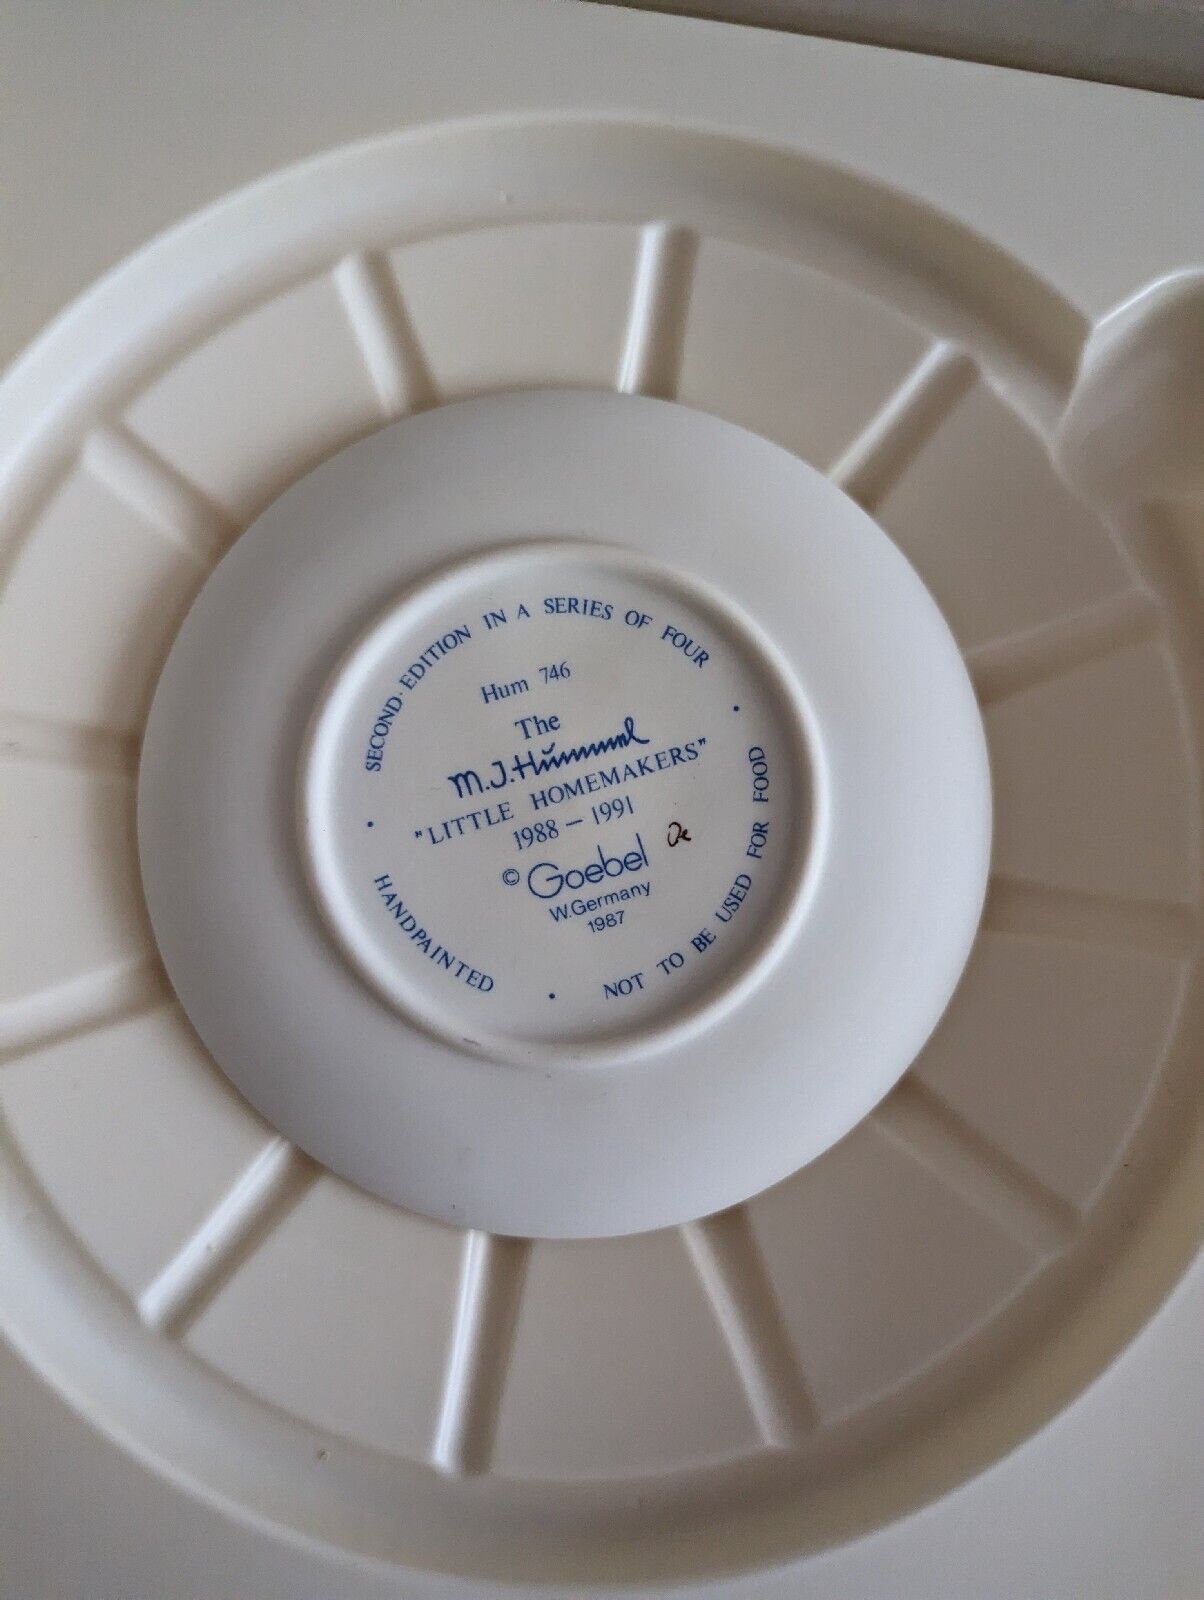 SECOND·EDITION IN A SERIES OF FOUR
Hum 746
The
M.J.Hummel
"LITTLE HOMEMAKERS"
1988 – 1991
© Goebel
W.Germany
1987
• HANDPAINTED • NOT TO BE USED FOR FOOD •